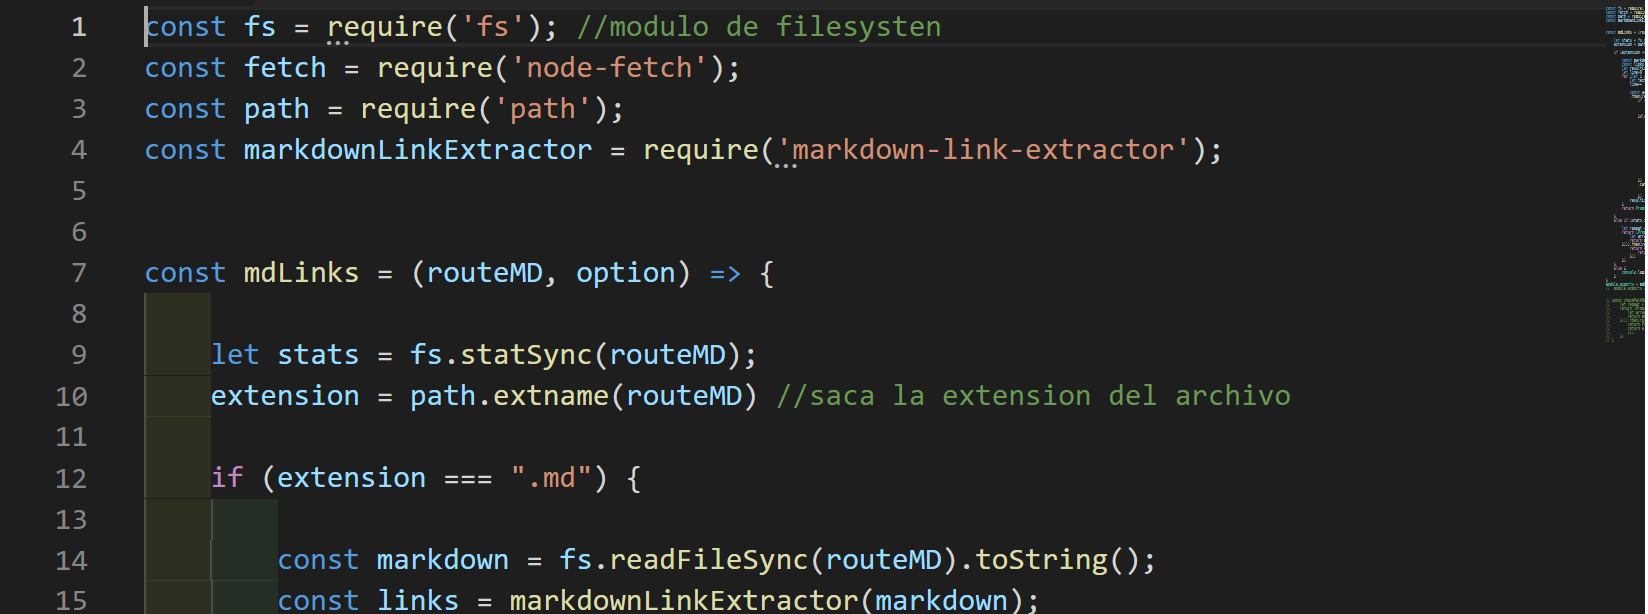 1 const fs = require('fs'); //modulo de filesysten
2 const fetch = require('node-fetch');
3 const path = require('path');
4 const markdownLinkExtractor = require('markdown-link-extractor');
5
6
7 const mdLinks = (routeMD, option) => {
8
9 let stats = fs.statSync(routeMD);
10 extension = path.extname(routeMD) //saca la extension del archivo
11
12 if (extension === ".md") {
13
14 const markdown = fs.readFileSync(routeMD).toString();
15 const links = markdownLinkExtractor(markdown);